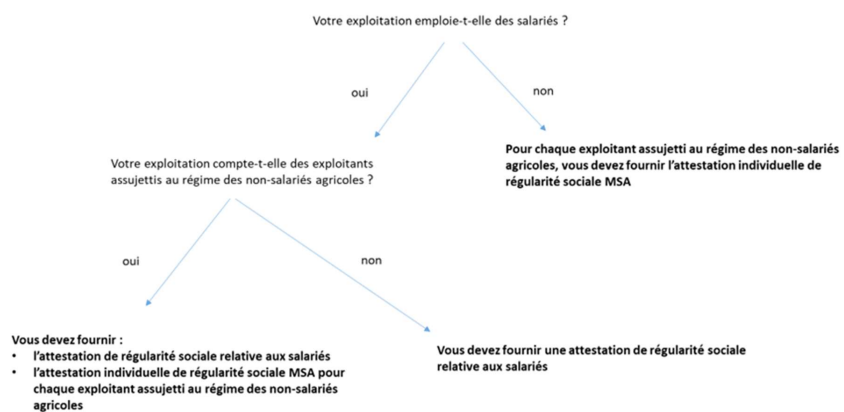 Votre exploitation emploie-t-elle des salariés ?
oui
non
Votre exploitation compte-t-elle des exploitants
assujettis au régime des non-salariés agricoles ?
Pour chaque exploitant assujetti au régime des non-salariés
agricoles, vous devez fournir l’attestation individuelle de
régularité sociale MSA
oui
non
Vous devez fournir :
• l’attestation de régularité sociale relative aux salariés
• l’attestation individuelle de régularité sociale MSA pour
chaque exploitant assujetti au régime des non-salariés
agricoles
Vous devez fournir une attestation de régularité sociale
relative aux salariés